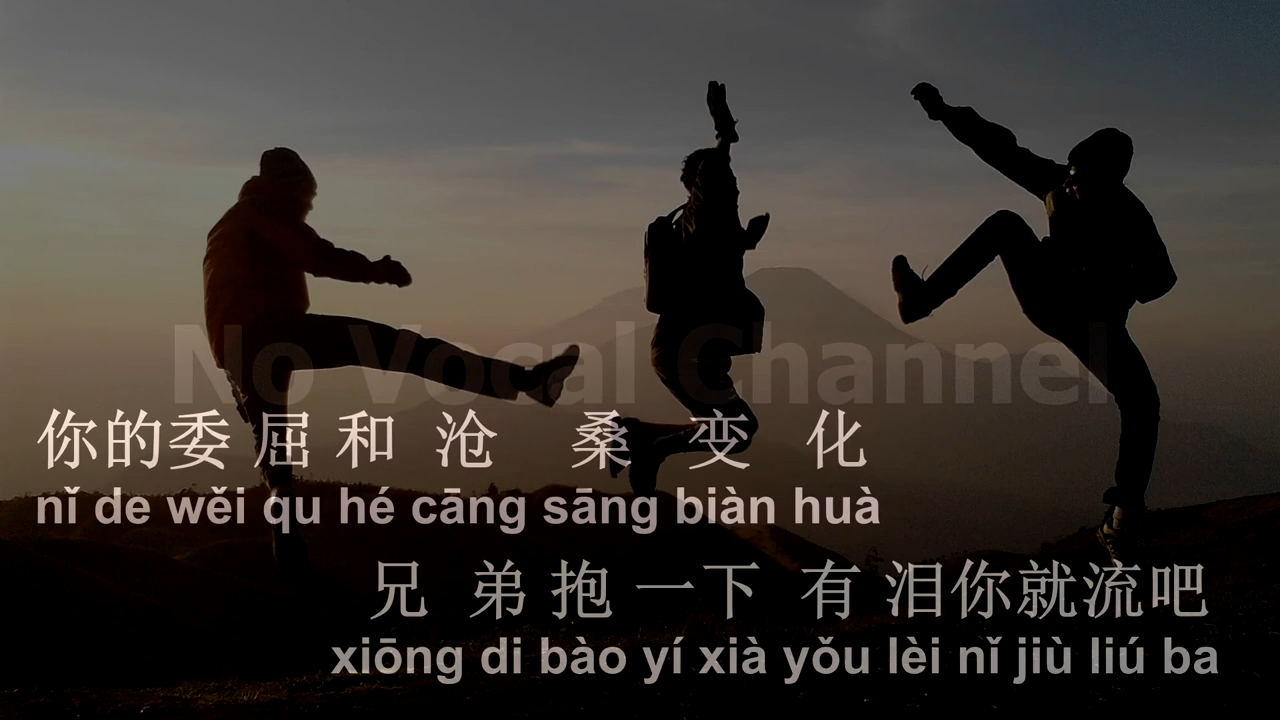 No Vocal Channel
你的委屈和沧桑变化
nǐ de wěi qu hé cāng sāng biàn huà
兄弟抱一下有泪你就流吧
xiōng di bào yí xià yǒu lèi nǐ jiù liú ba